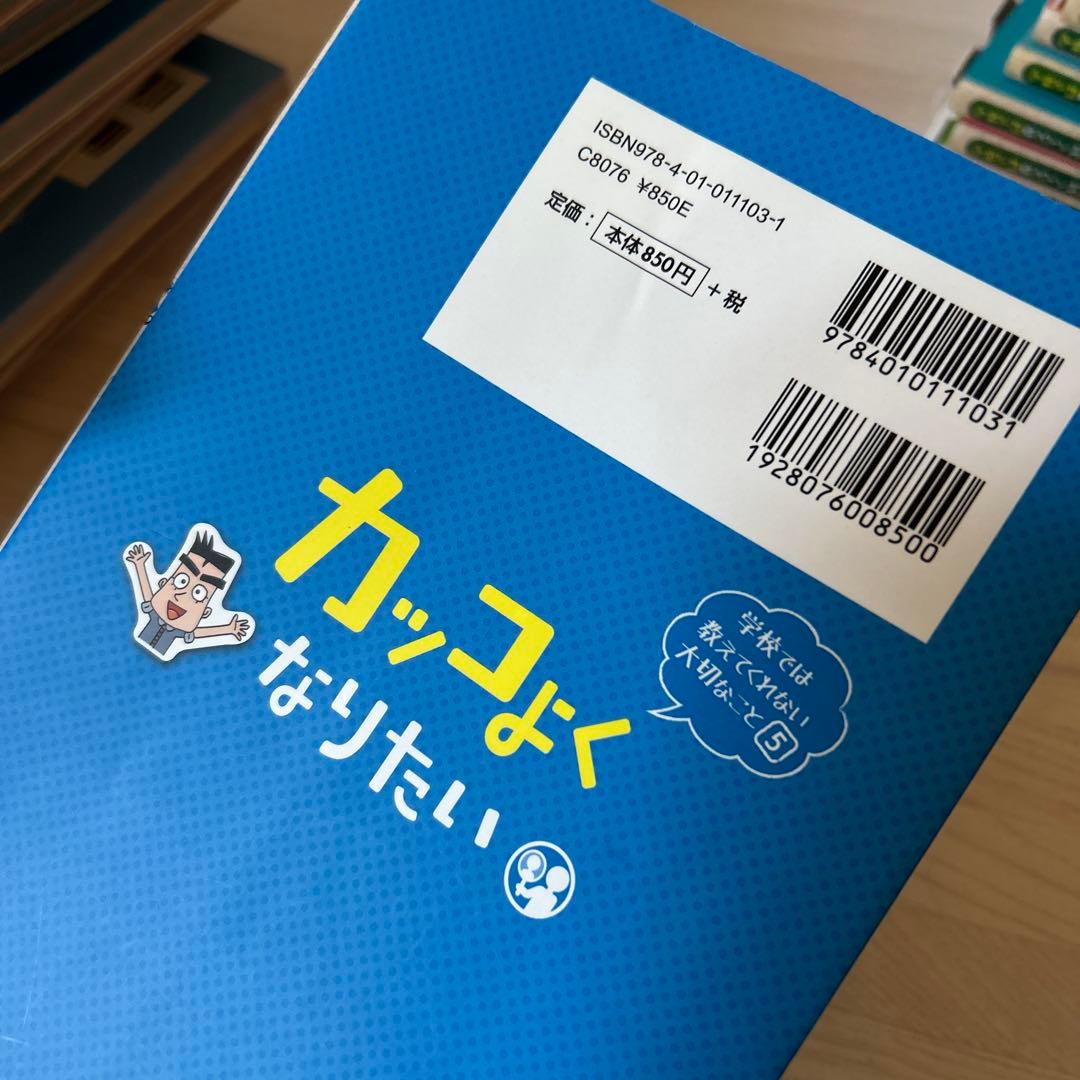 ISBN978-4-01-011103-1
C8076 ¥850E
定価：本体850円＋税
9784010111031
1928076008500
カッコよく
なりたい
学校では
教えてくれない
大切なこと5